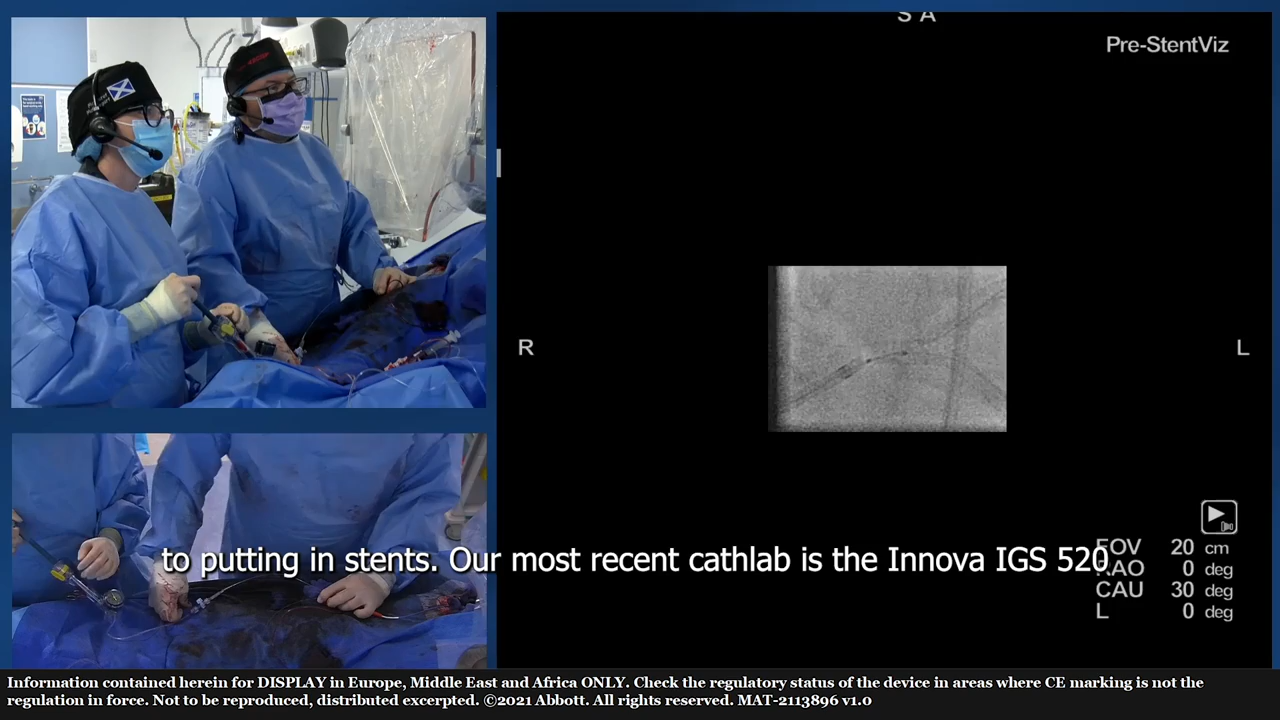 S A
Pre-StentViz
R
L
to putting in stents. Our most recent cathlab is the Innova IGS 520
FOV 20 cm
RAO 0 deg
CAU 30 deg
L 0 deg
Information contained herein for DISPLAY in Europe, Middle East and Africa ONLY. Check the regulatory status of the device in areas where CE marking is not the
regulation in force. Not to be reproduced, distributed excerpted. ©2021 Abbott. All rights reserved. MAT-2113896 v1.0